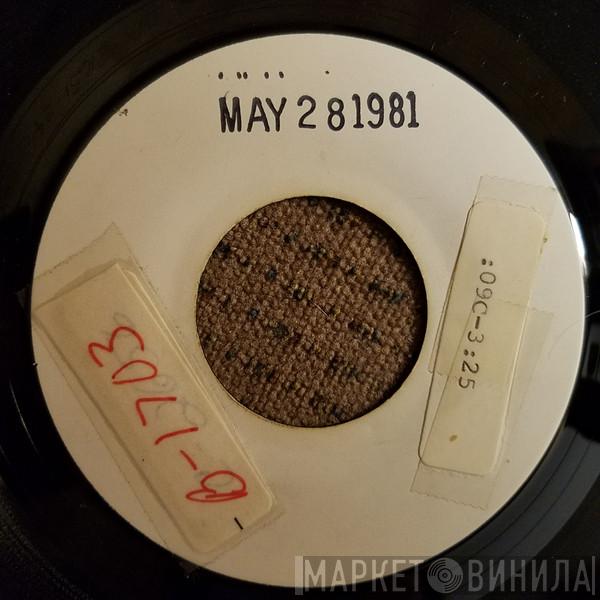 MAY 28 1981
:09C-3:25
B-1703
МАРКЕТ ВИНИЛА